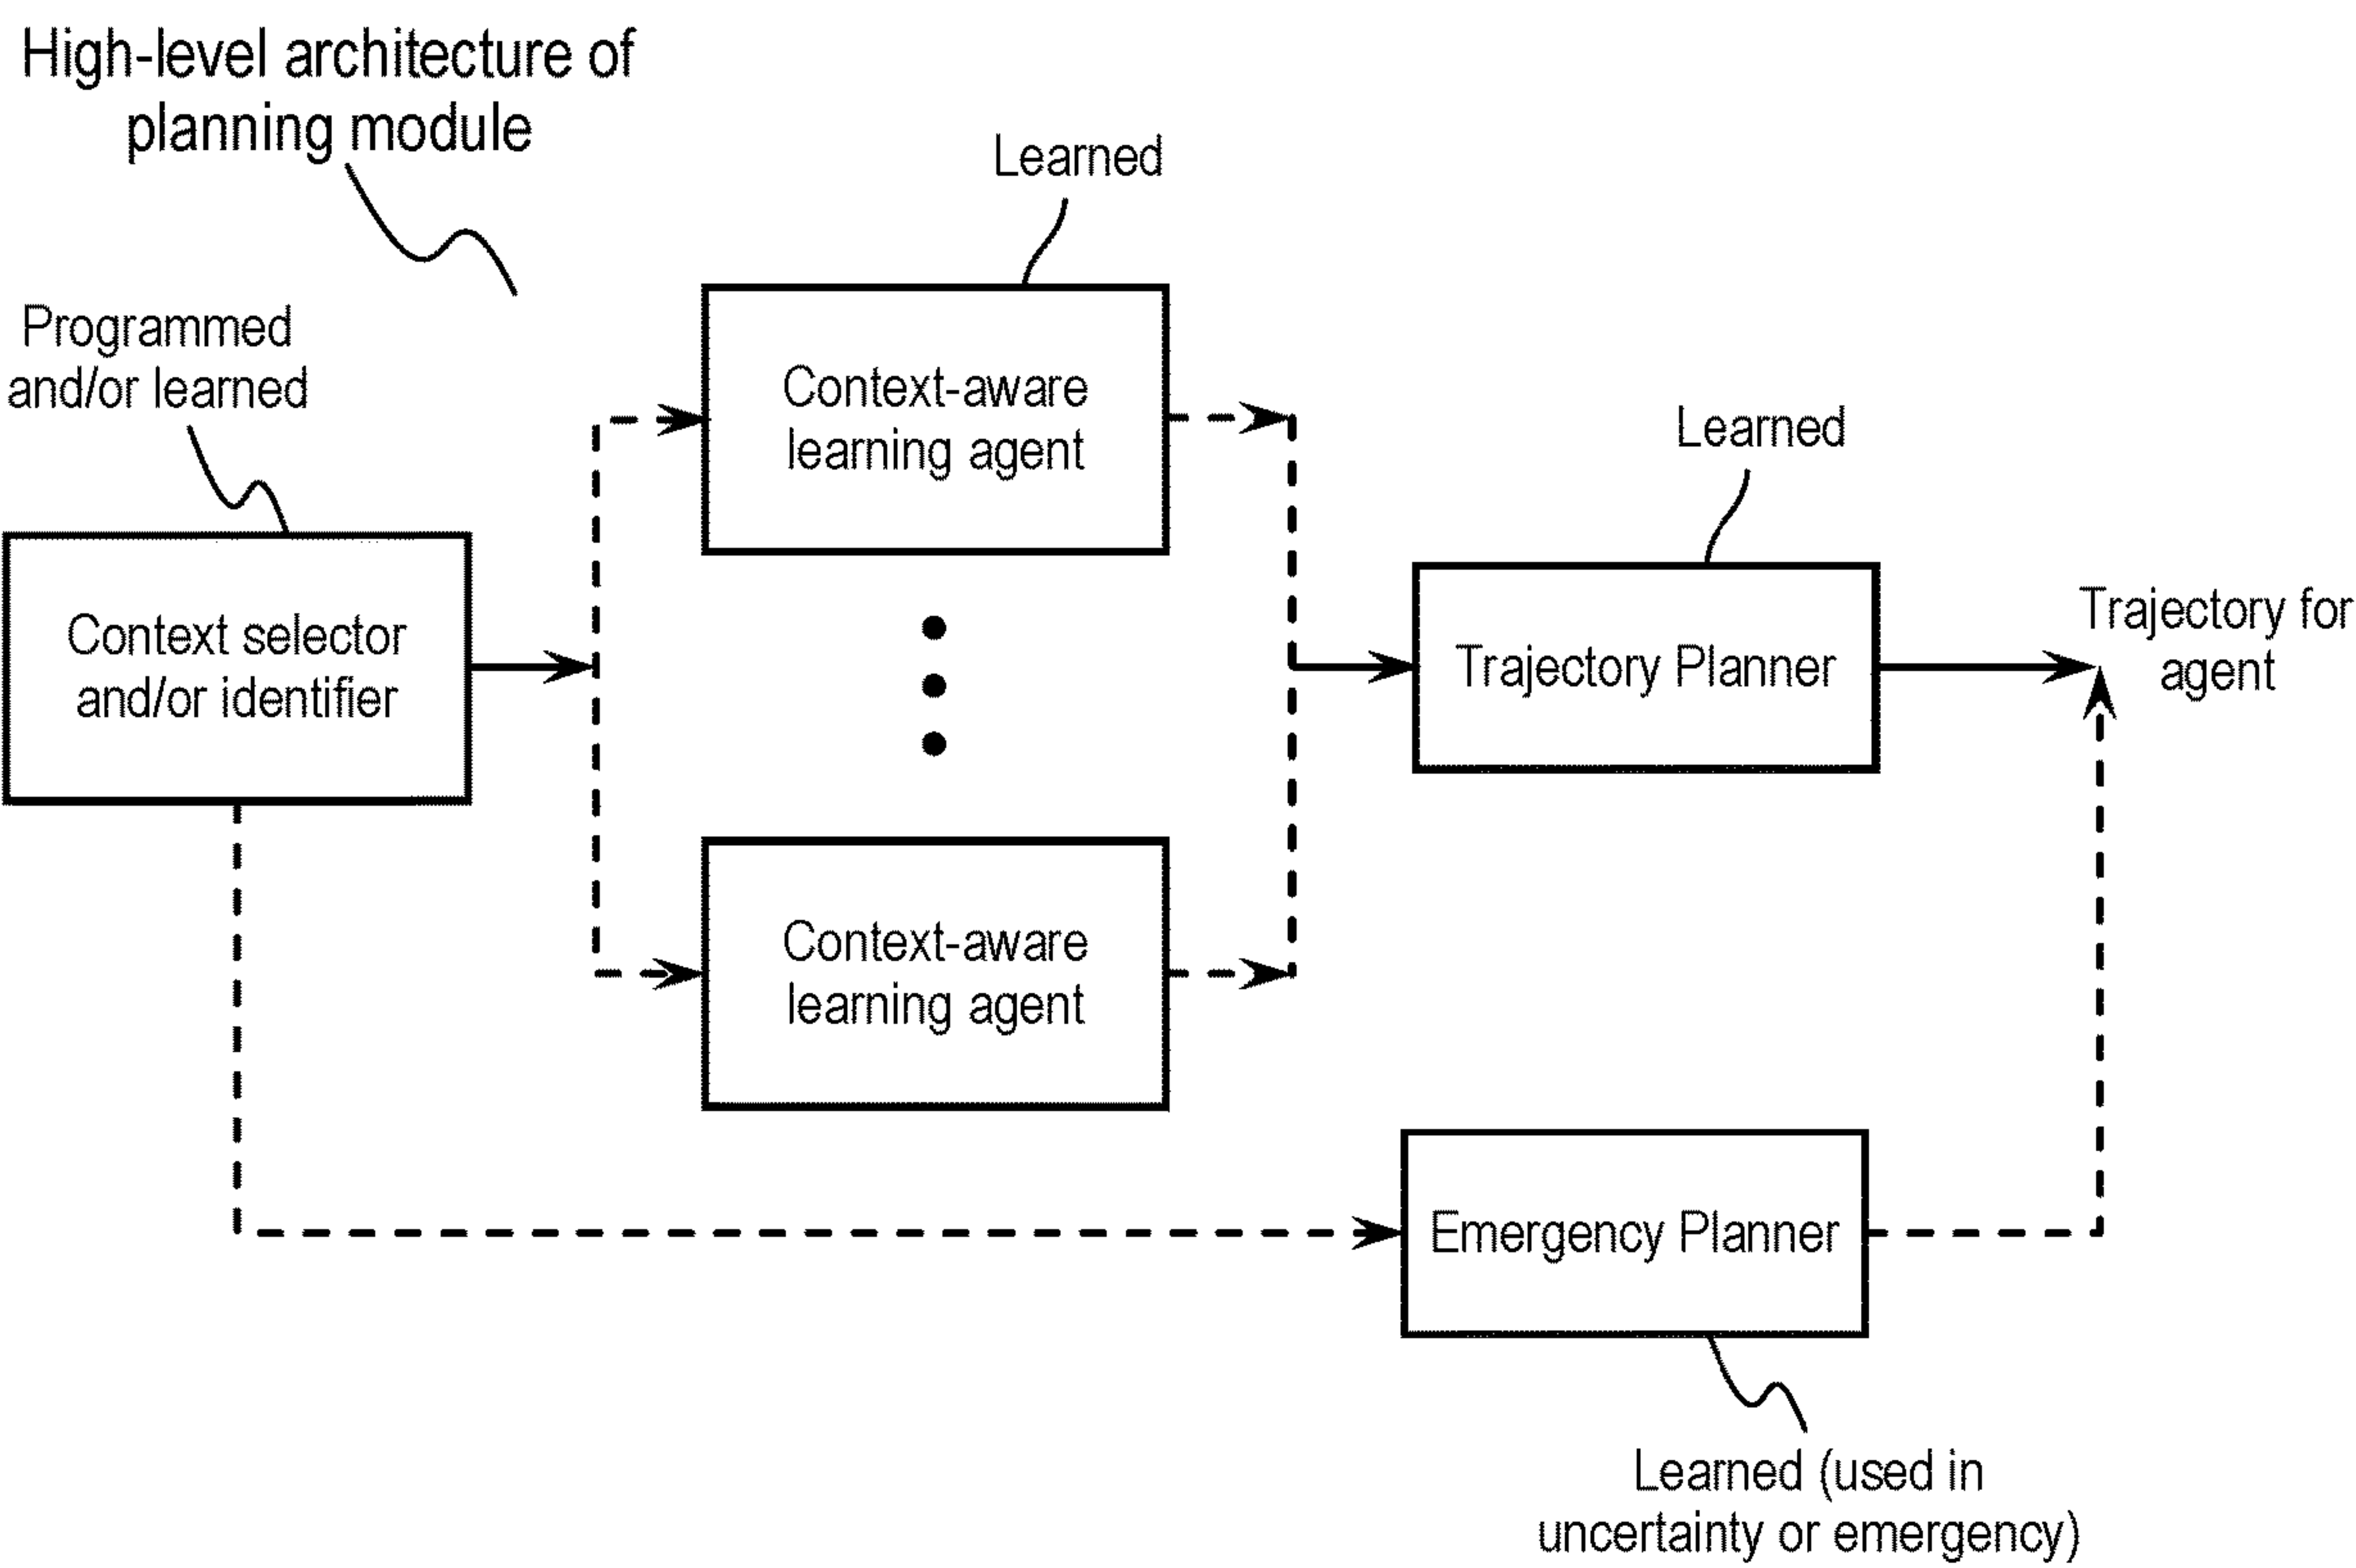 High-level architecture of
planning module
Learned
Programmed
and/or learned
Context-aware
learning agent
Learned
Context selector
and/or identifier
Trajectory Planner
Trajectory for
agent
Context-aware
learning agent
Emergency Planner
Learned (used in
uncertainty or emergency)